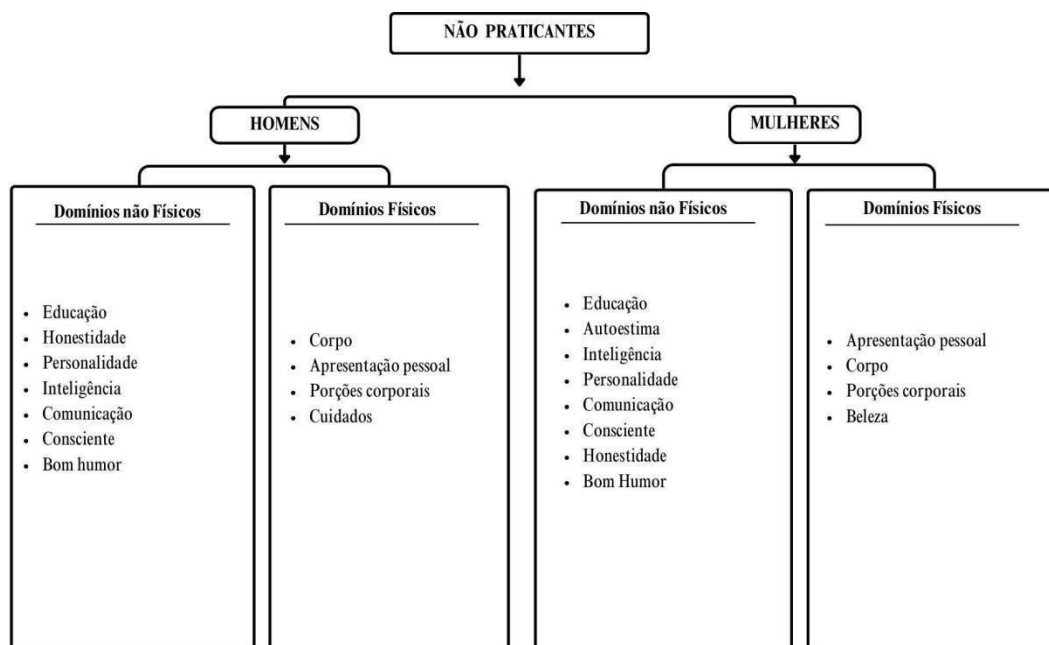 NÃO PRATICANTES
HOMENS
Domínios não Físicos
• Educação
• Honestidade
• Personalidade
• Inteligência
• Comunicação
• Consciente
• Bom humor
Domínios Físicos
• Corpo
• Apresentação pessoal
• Porções corporais
• Cuidados
MULHERES
Domínios não Físicos
• Educação
• Autoestima
• Inteligência
• Personalidade
• Comunicação
• Consciente
• Honestidade
• Bom Humor
Domínios Físicos
• Apresentação pessoal
• Corpo
• Porções corporais
• Beleza